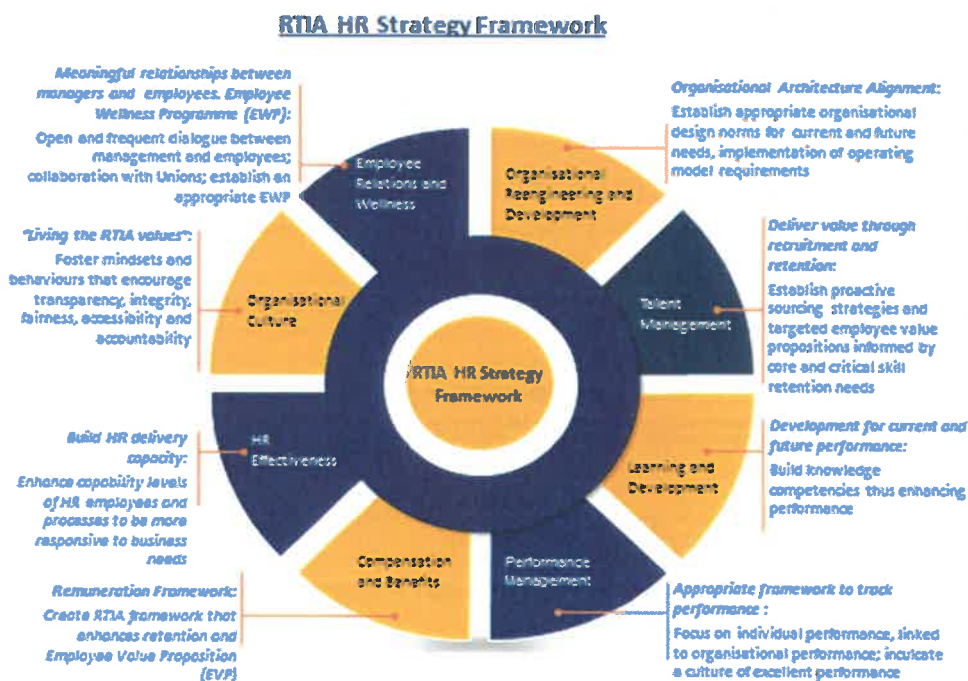 RTIA HR Strategy Framework
Meaningful relationships between
managers and employees. Employee
Wellness Programme (EWP):
Open and frequent dialogue between
management and employees;
collaboration with Unions; establish an
appropriate EWP
Employee
Relations and
Wellness
Organisational
Reengineering and
Development
Organisational Architecture Alignment:
Establish appropriate organisational
design norms for current and future
needs, implementation of operating
model requirements
"Living the RTIA values":
Foster mindsets and
behaviours that encourage
transparency, integrity,
fairness, accessibility and
accountability
Organisational
Culture
Talent
Management
Deliver value through
recruitment and
retention:
Establish proactive
sourcing strategies and
targeted employee value
propositions informed by
core and critical skill
retention needs
RTIA HR Strategy
Framework
Build HR delivery
capacity:
Enhance capability levels
of HR employees and
processes to be more
responsive to business
needs
HR
Effectiveness
Learning and
Development
Development for current and
future performance:
Build knowledge
competencies thus enhancing
performance
Remuneration Framework:
Create RTIA framework that
enhances retention and
Employee Value Proposition
(EVP)
Compensation
and Benefits
Performance
Management
Appropriate framework to track
performance :
Focus on individual performance, linked
to organisational performance; inculcate
a culture of excellent performance